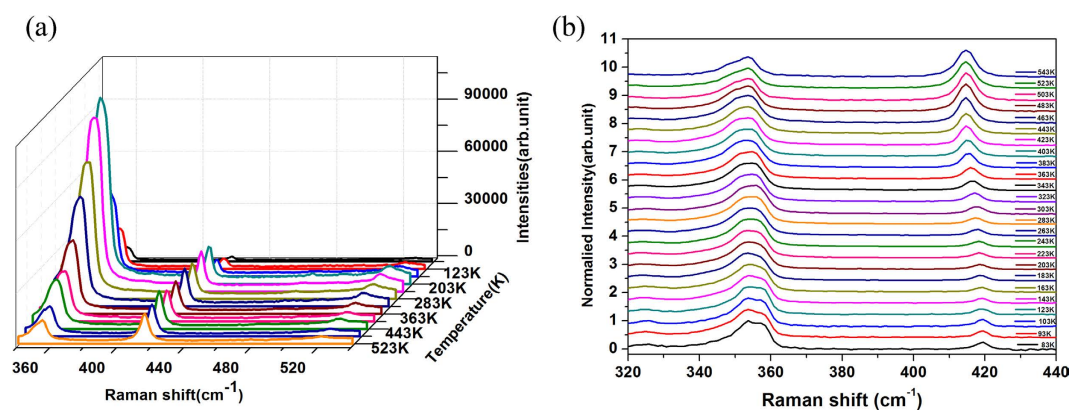 (a)
90000
60000
30000
0
Intensities(arb.unit)
123K
203K
283K
363K
443K
523K
Temperature(K)
360
400
440
480
520
Raman shift(cm-1)
(b)
Normalied Intensity(arb.unit)
11
10
9
8
7
6
5
4
3
2
1
0
543K
523K
503K
483K
463K
443K
423K
403K
383K
363K
343K
323K
303K
283K
263K
243K
223K
203K
183K
163K
143K
123K
103K
93K
83K
320
340
360
380
400
420
440
Raman shift (cm-1)